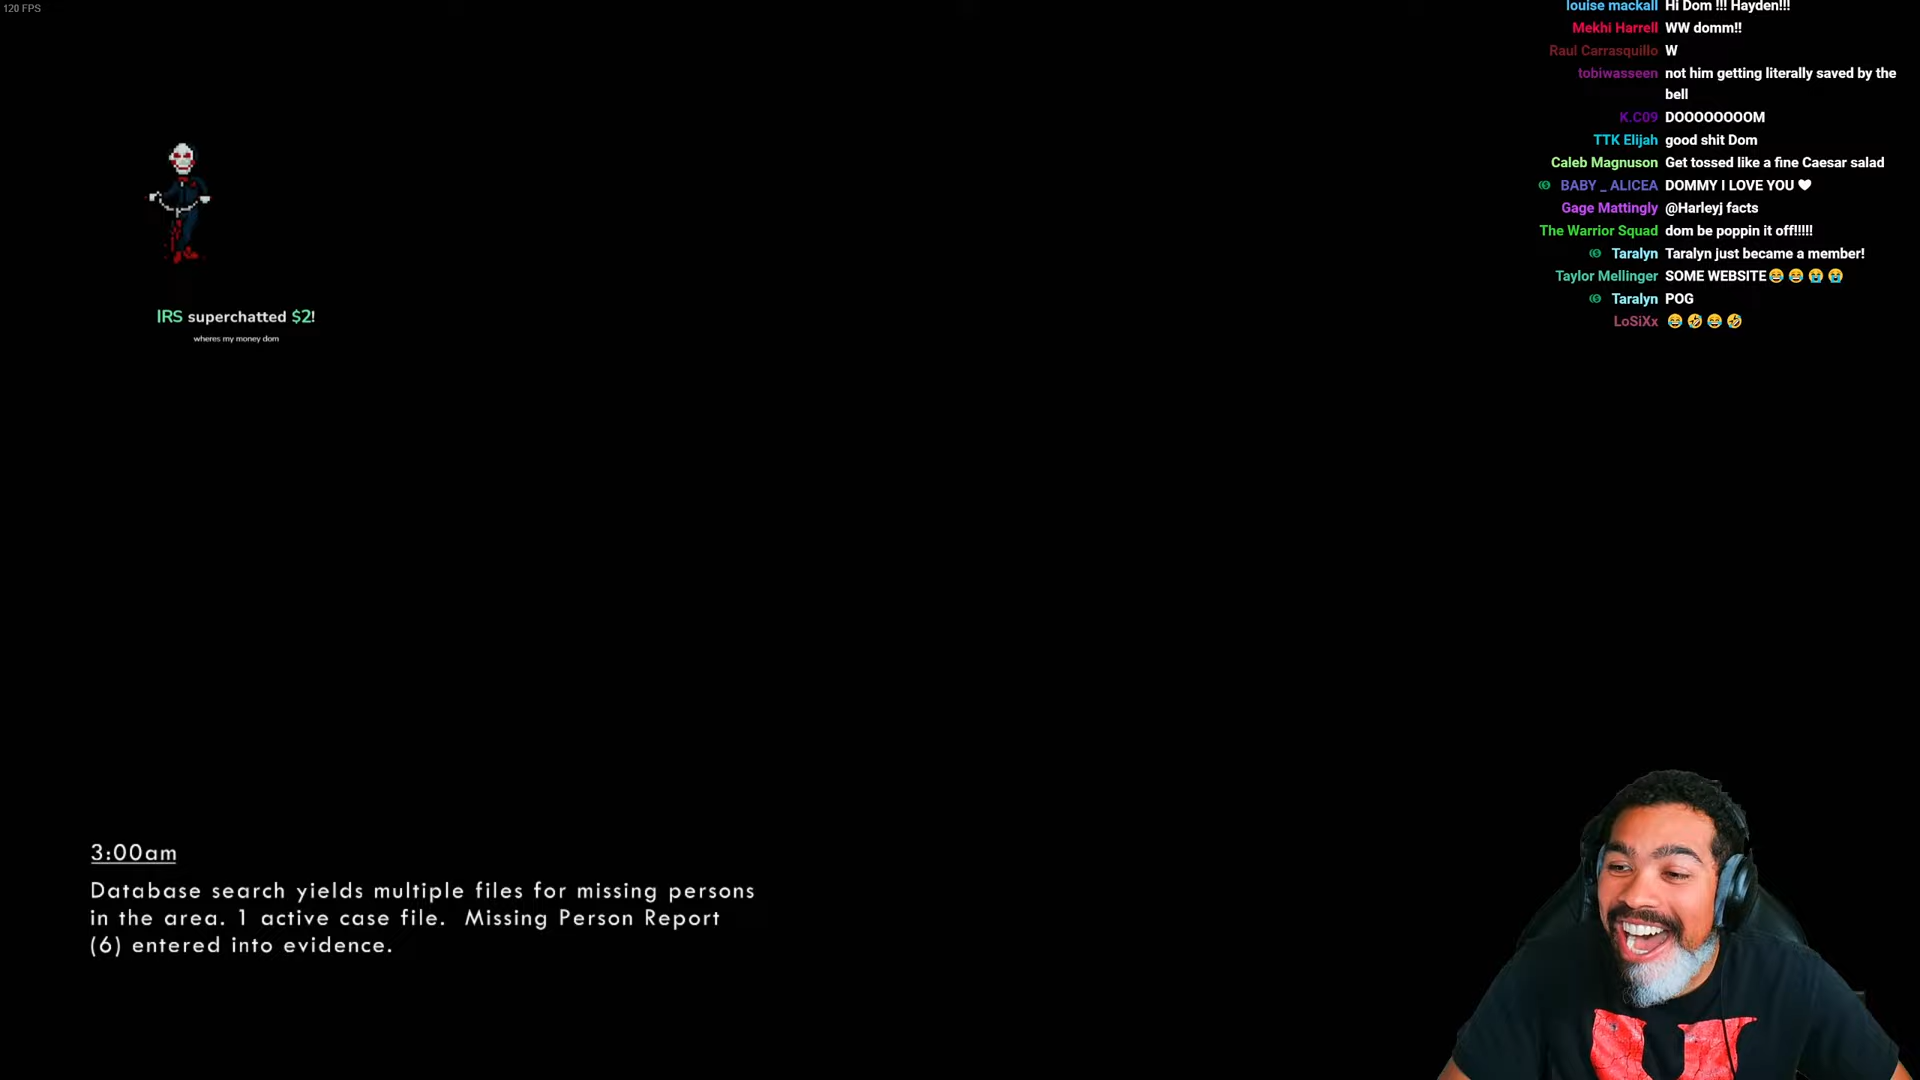 120 FPS
louise mackall Hi Dom !!! Hayden!!!
Mekhi Harrell WW domm!!
Raul Carrasquillo W
tobiwasseen not him getting literally saved by the
bell
K.C09 DOOOOOOOOM
TTK Elijah good shit Dom
Caleb Magnuson Get tossed like a fine Caesar salad
BABY _ ALICEA DOMMY I LOVE YOU 🤍
Gage Mattingly @Harleyj facts
The Warrior Squad dom be poppin it off!!!!!
Taralyn Taralyn just became a member!
Taylor Mellinger SOME WEBSITE😂😂😭😭
Taralyn POG
LoSiXx 😂🤣😂🤣
IRS superchatted $2!
wheres my money dom
3:00am
Database search yields multiple files for missing persons
in the area. 1 active case file. Missing Person Report
(6) entered into evidence.